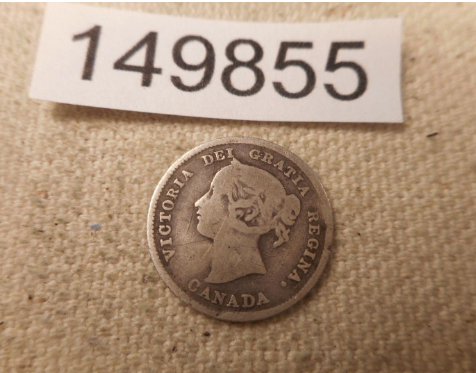 149855
VICTORIA DEI GRATIA REGINA.
CANADA